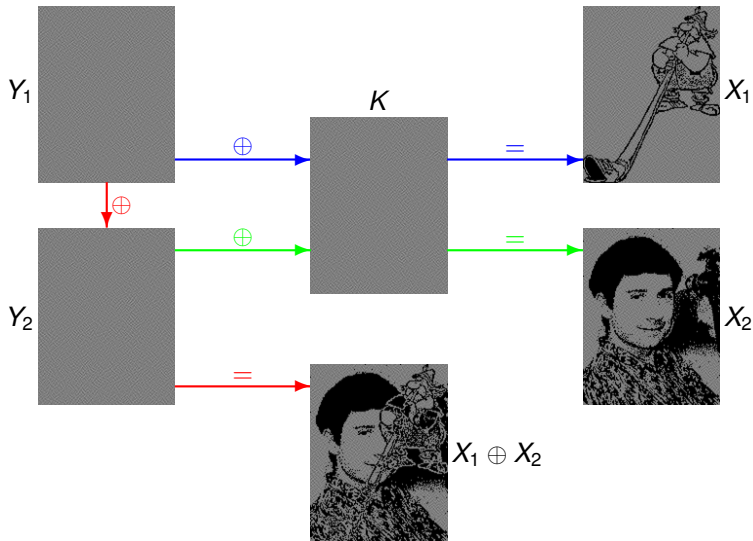 Y₁
K
X₁
⊕
=
⊕
⊕
=
Y₂
X₂
=
X₁ ⊕ X₂